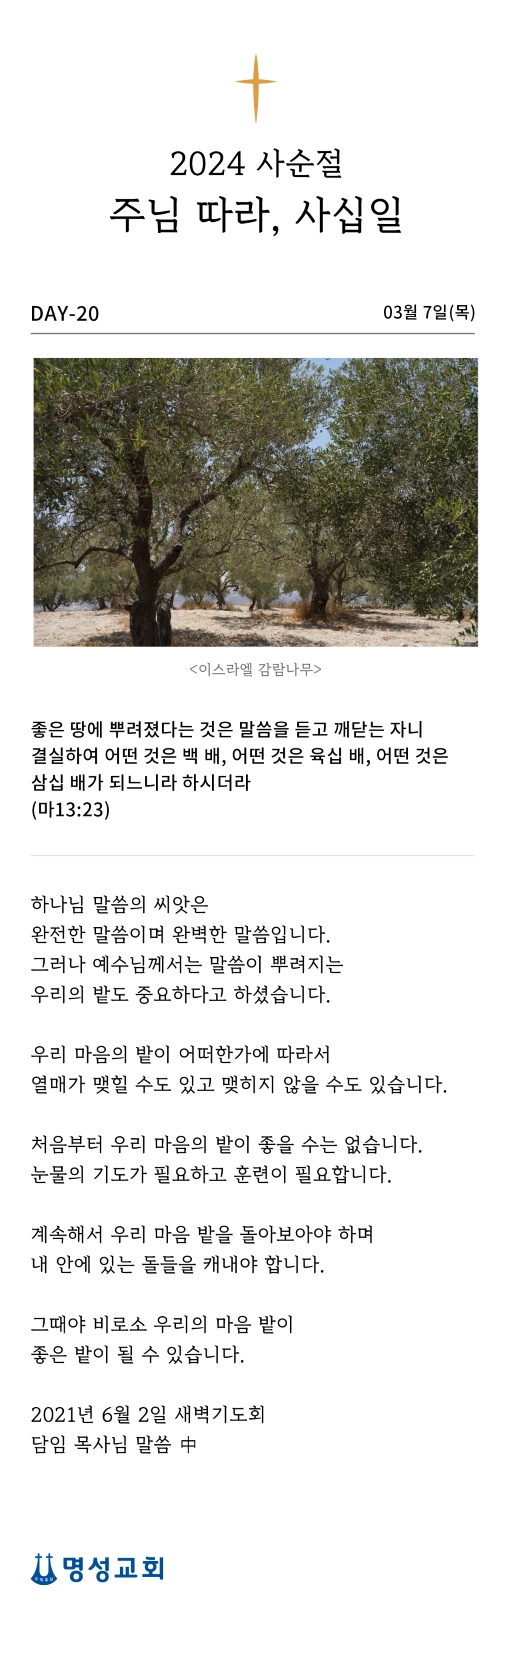 2024 사순절
주님 따라, 사십일
DAY-20 03월 7일(목)
<이스라엘 감람나무>
좋은 땅에 뿌려졌다는 것은 말씀을 듣고 깨닫는 자니
결실하여 어떤 것은 백 배, 어떤 것은 육십 배, 어떤 것은
삼십 배가 되느니라 하시더라
(마13:23)
하나님 말씀의 씨앗은
완전한 말씀이며 완벽한 말씀입니다.
그러나 예수님께서는 말씀이 뿌려지는
우리의 밭도 중요하다고 하셨습니다.
우리 마음의 밭이 어떠한가에 따라서
열매가 맺힐 수도 있고 맺히지 않을 수도 있습니다.
처음부터 우리 마음의 밭이 좋을 수는 없습니다.
눈물의 기도가 필요하고 훈련이 필요합니다.
계속해서 우리 마음 밭을 돌아보아야 하며
내 안에 있는 돌들을 캐내야 합니다.
그때야 비로소 우리의 마음 밭이
좋은 밭이 될 수 있습니다.
2021년 6월 2일 새벽기도회
담임 목사님 말씀 中
명성교회